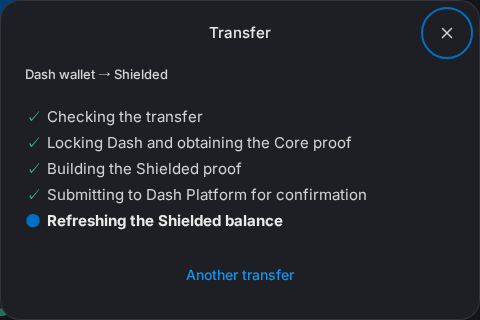 Transfer
Dash wallet → Shielded
✓ Checking the transfer
✓ Locking Dash and obtaining the Core proof
✓ Building the Shielded proof
✓ Submitting to Dash Platform for confirmation
Refreshing the Shielded balance
Another transfer